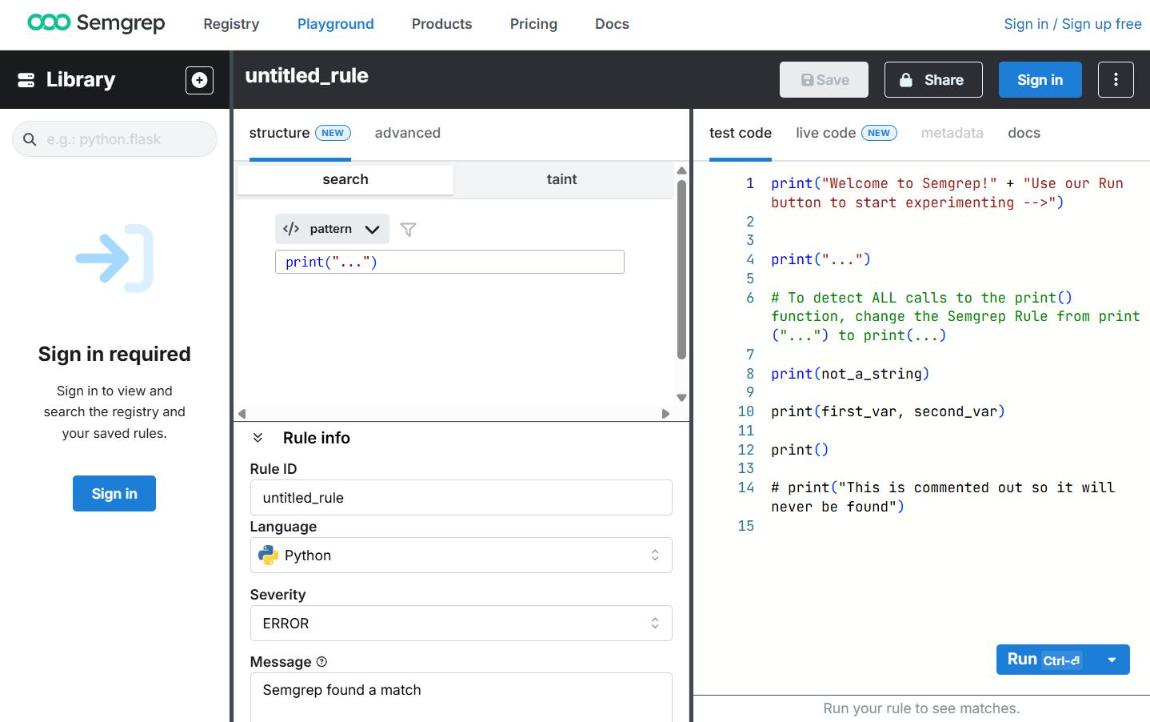 Semgrep
Registry
Playground
Products
Pricing
Docs
Sign in / Sign up free
Library
untitled_rule
Save
Share
Sign in
e.g.: python.flask
Sign in required
Sign in to view and
search the registry and
your saved rules.
Sign in
structure NEW
advanced
search
taint
</> pattern
print("...")
Rule info
Rule ID
untitled_rule
Language
Python
Severity
ERROR
Message
Semgrep found a match
test code
live code NEW
metadata
docs
1 print("Welcome to Semgrep!" + "Use our Run
button to start experimenting -->")
2
3
4 print("...")
5
6 # To detect ALL calls to the print()
function, change the Semgrep Rule from print
("...") to print(...)
7
8 print(not_a_string)
9
10 print(first_var, second_var)
11
12 print()
13
14 # print("This is commented out so it will
never be found")
15
Run Ctrl-⏎
Run your rule to see matches.